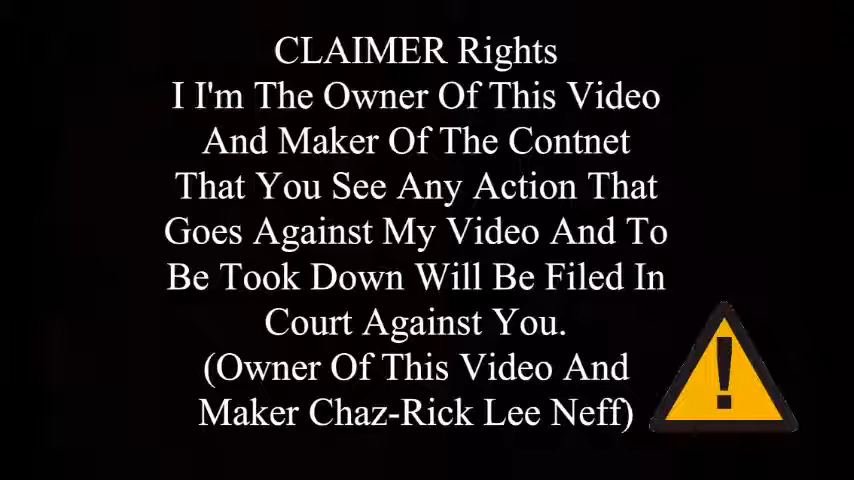 CLAIMER Rights
I I'm The Owner Of This Video
And Maker Of The Contnet
That You See Any Action That
Goes Against My Video And To
Be Took Down Will Be Filed In
Court Against You.
(Owner Of This Video And
Maker Chaz-Rick Lee Neff)
!